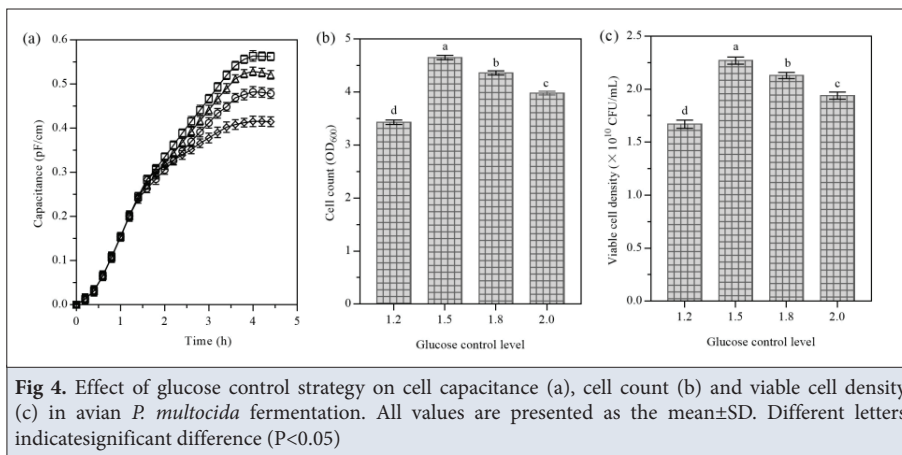 (a)
0.6
0.5
0.4
0.3
0.2
0.1
0.0
Capacitance (pF/cm)
0 1 2 3 4 5
Time (h)
(b)
5
4
3
2
1
0
Cell count (OD600)
d a b c
1.2 1.5 1.8 2.0
Glucose control level
(c)
2.5
2.0
1.5
1.0
0.5
0.0
Viable cell density (× 10^10 CFU/mL)
d a b c
1.2 1.5 1.8 2.0
Glucose control level
Fig 4. Effect of glucose control strategy on cell capacitance (a), cell count (b) and viable cell density
(c) in avian P. multocida fermentation. All values are presented as the mean±SD. Different letters
indicatesignificant difference (P<0.05)